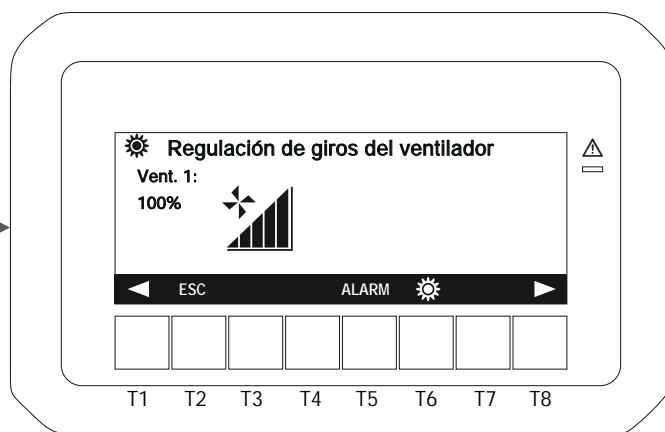 Regulación de giros del ventilador
Vent. 1:
100%
ESC ALARM
T1 T2 T3 T4 T5 T6 T7 T8